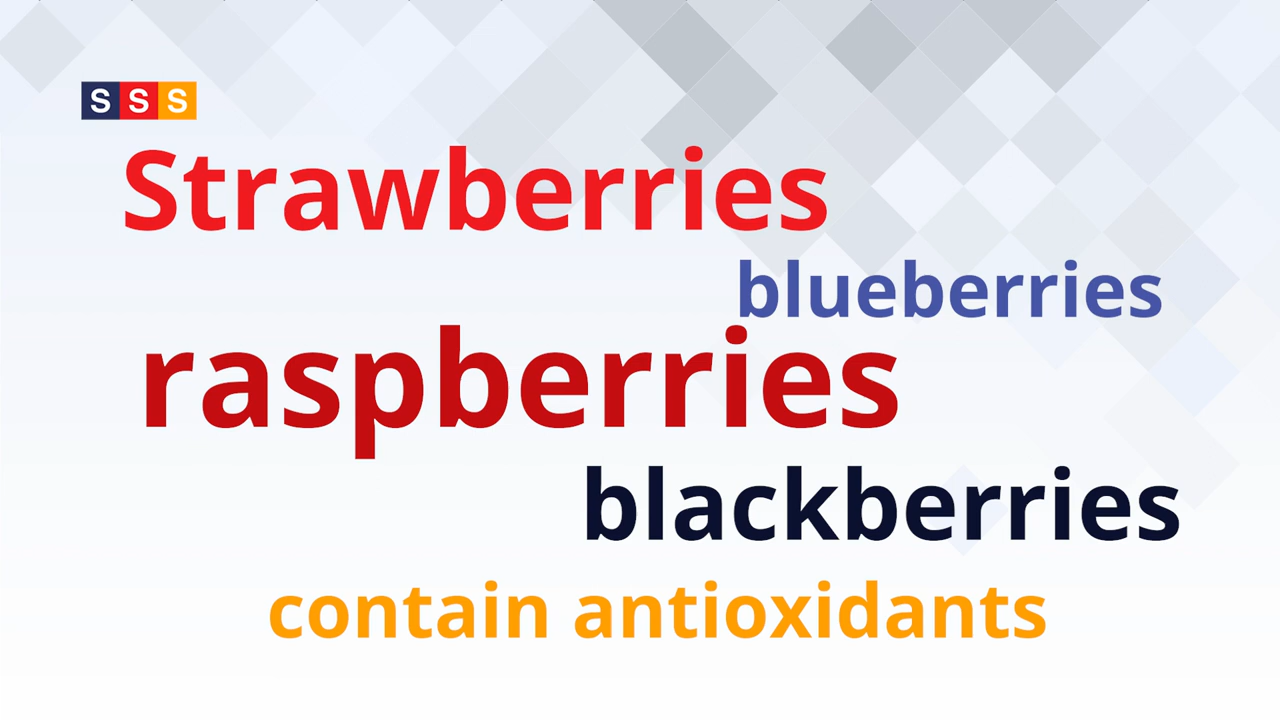 SSS
Strawberries
blueberries
raspberries
blackberries
contain antioxidants